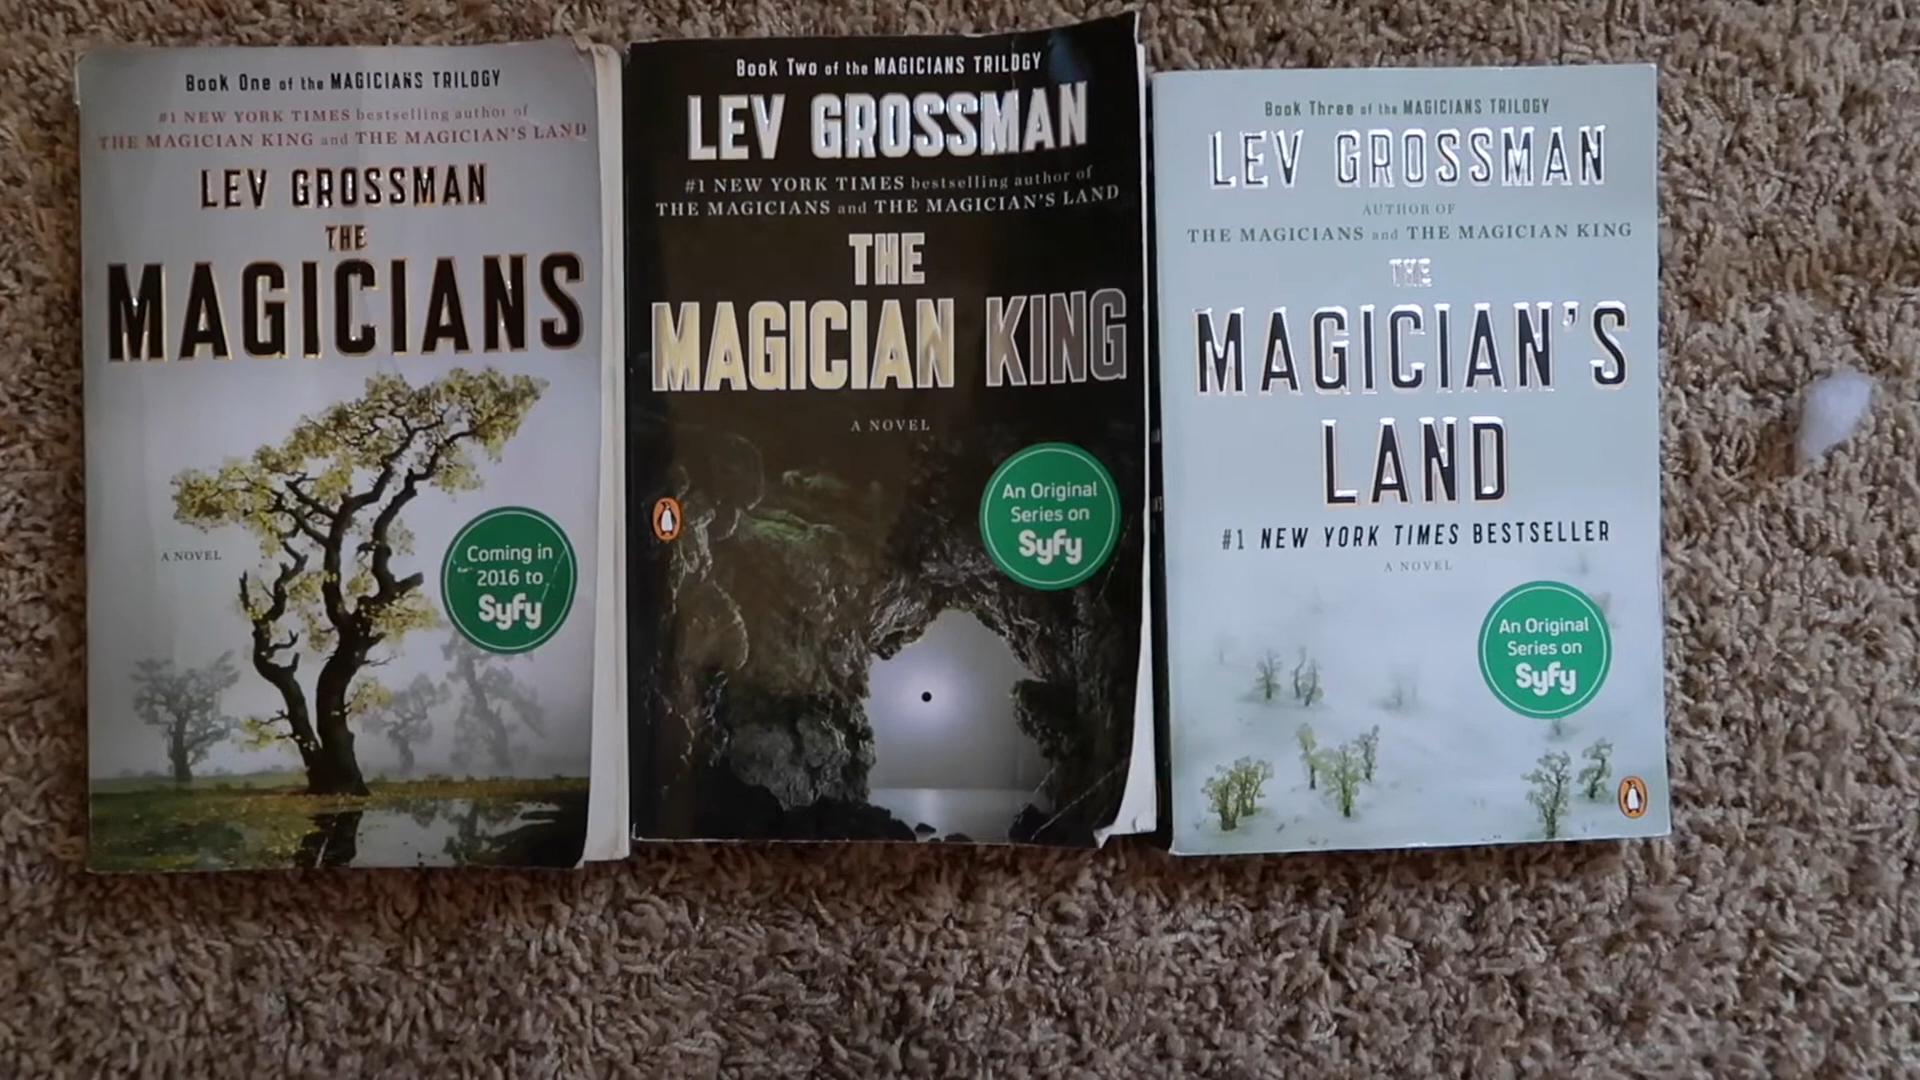 Book One of the MAGICIANS TRILOGY
#1 NEW YORK TIMES bestselling author of
THE MAGICIAN KING and THE MAGICIAN'S LAND
LEV GROSSMAN
THE
MAGICIANS
A NOVEL
Coming in
2016 to
Syfy
Book Two of the MAGICIANS TRILOGY
LEV GROSSMAN
#1 NEW YORK TIMES bestselling author of
THE MAGICIANS and THE MAGICIAN'S LAND
THE
MAGICIAN KING
A NOVEL
An Original
Series on
Syfy
Book Three of the MAGICIANS TRILOGY
LEV GROSSMAN
AUTHOR OF
THE MAGICIANS and THE MAGICIAN KING
THE
MAGICIAN'S
LAND
#1 NEW YORK TIMES BESTSELLER
A NOVEL
An Original
Series on
Syfy